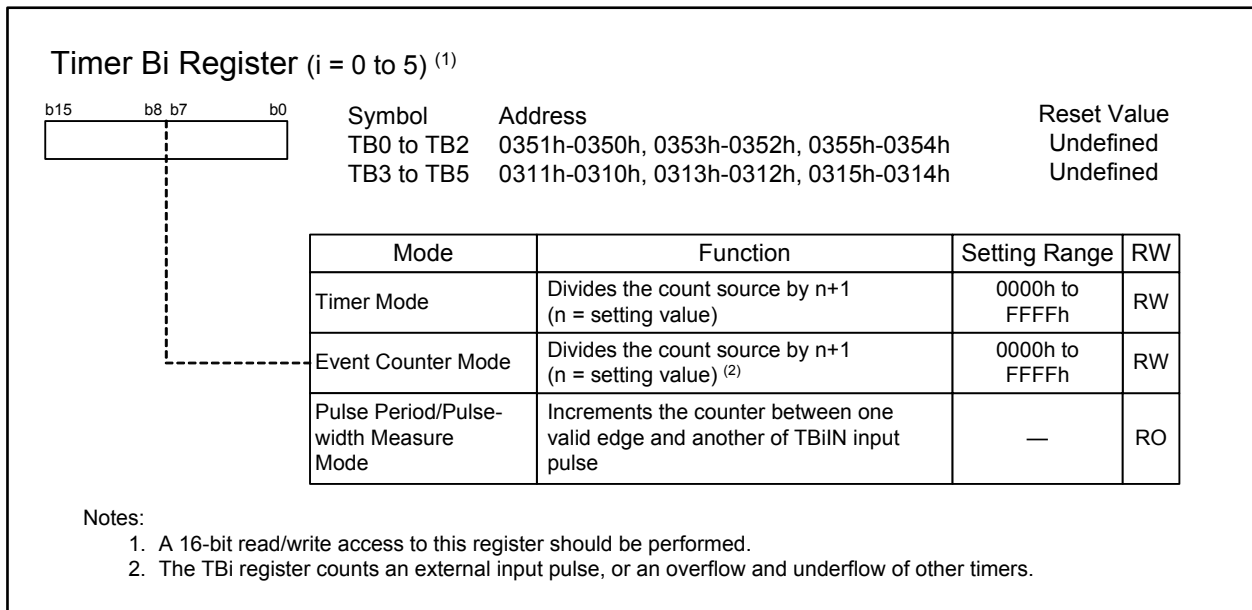 Timer Bi Register (i = 0 to 5) (1)
b15 b8 b7 b0
Symbol Address Reset Value
TB0 to TB2 0351h-0350h, 0353h-0352h, 0355h-0354h Undefined
TB3 to TB5 0311h-0310h, 0313h-0312h, 0315h-0314h Undefined
Mode Function Setting Range RW
Timer Mode Divides the count source by n+1 (n = setting value) 0000h to FFFFh RW
Event Counter Mode Divides the count source by n+1 (n = setting value) (2) 0000h to FFFFh RW
Pulse Period/Pulse-width Measure Mode Increments the counter between one valid edge and another of TBiIN input pulse — RO
Notes:
1. A 16-bit read/write access to this register should be performed.
2. The TBi register counts an external input pulse, or an overflow and underflow of other timers.